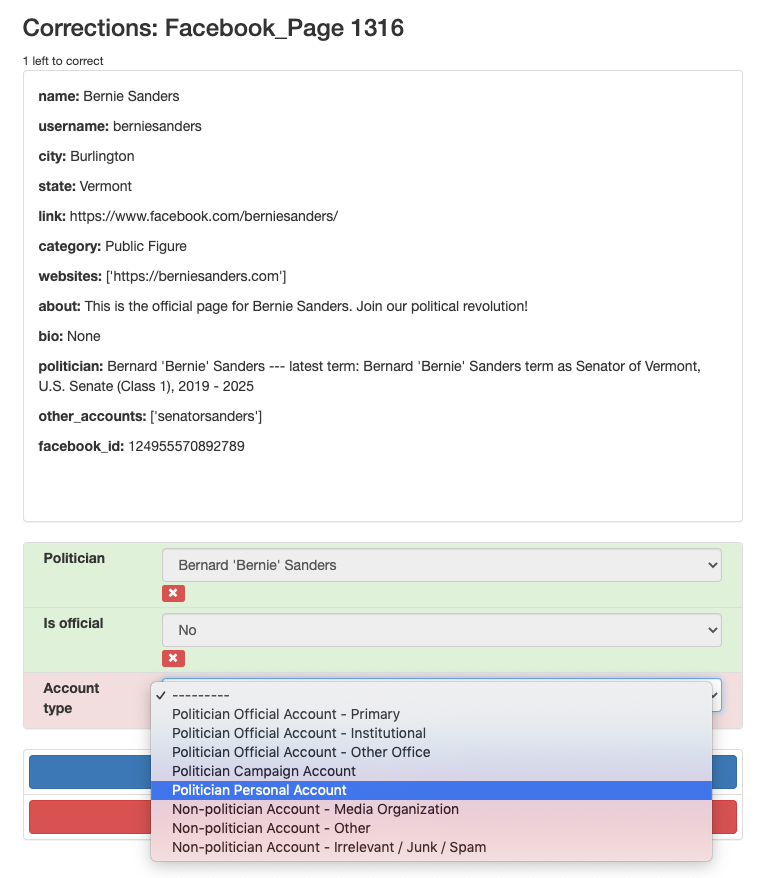 Corrections: Facebook_Page 1316
1 left to correct
name: Bernie Sanders
username: berniesanders
city: Burlington
state: Vermont
link: https://www.facebook.com/berniesanders/
category: Public Figure
websites: ['https://berniesanders.com']
about: This is the official page for Bernie Sanders. Join our political revolution!
bio: None
politician: Bernard 'Bernie' Sanders --- latest term: Bernard 'Bernie' Sanders term as Senator of Vermont,
U.S. Senate (Class 1), 2019 - 2025
other_accounts: ['senatorsanders']
facebook_id: 124955570892789
Politician
Bernard 'Bernie' Sanders
Is official
No
Account
type
---------
Politician Official Account - Primary
Politician Official Account - Institutional
Politician Official Account - Other Office
Politician Campaign Account
Politician Personal Account
Non-politician Account - Media Organization
Non-politician Account - Other
Non-politician Account - Irrelevant / Junk / Spam